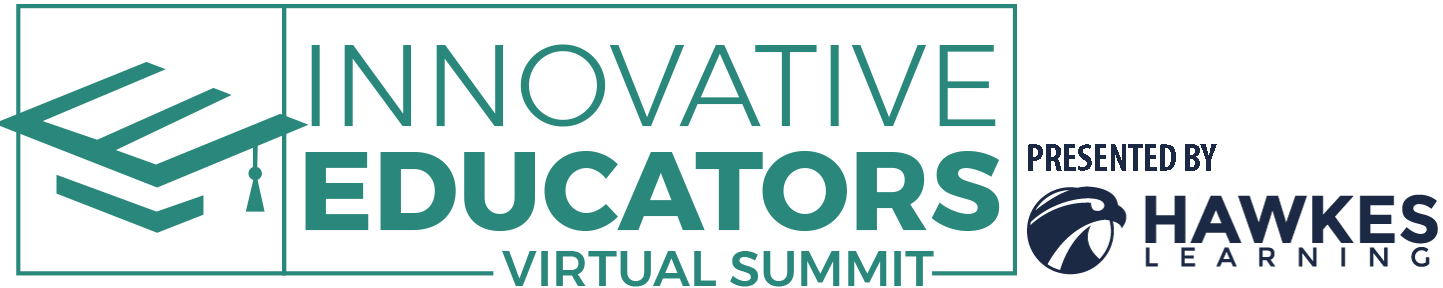 INNOVATIVE
EDUCATORS
VIRTUAL SUMMIT
PRESENTED BY
HAWKES
LEARNING